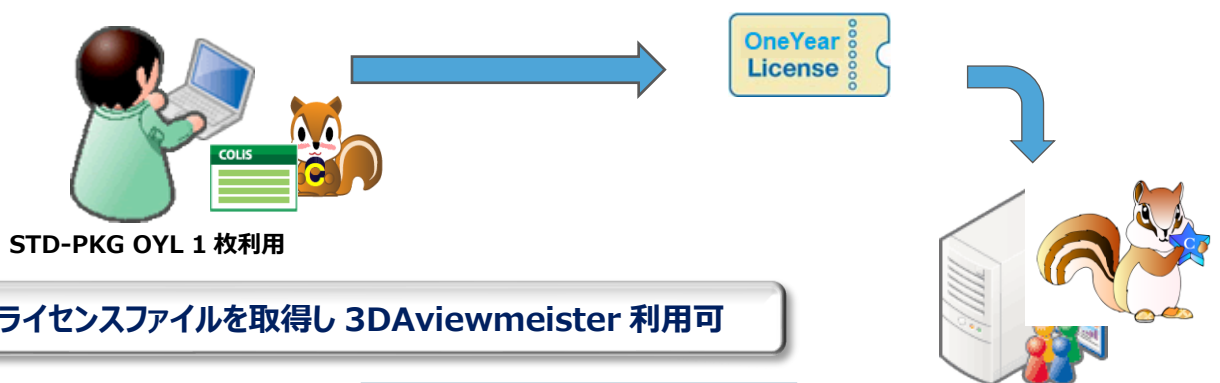 OneYear
License
COLIS
C
C
STD-PKG OYL 1 枚利用
ライセンスファイルを取得し 3DAviewmeister 利用可